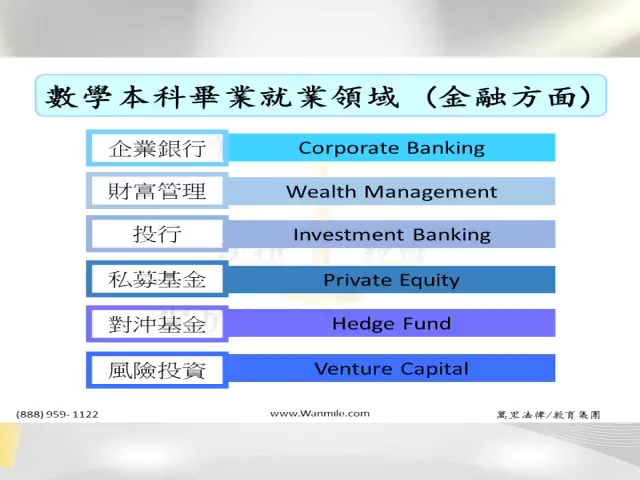 數學本科畢業就業領域 (金融方面)
企業銀行 Corporate Banking
財富管理 Wealth Management
投行 Investment Banking
私募基金 Private Equity
對沖基金 Hedge Fund
風險投資 Venture Capital
(888) 959-1122 www.Wanmile.com 萬里法律/教育集團